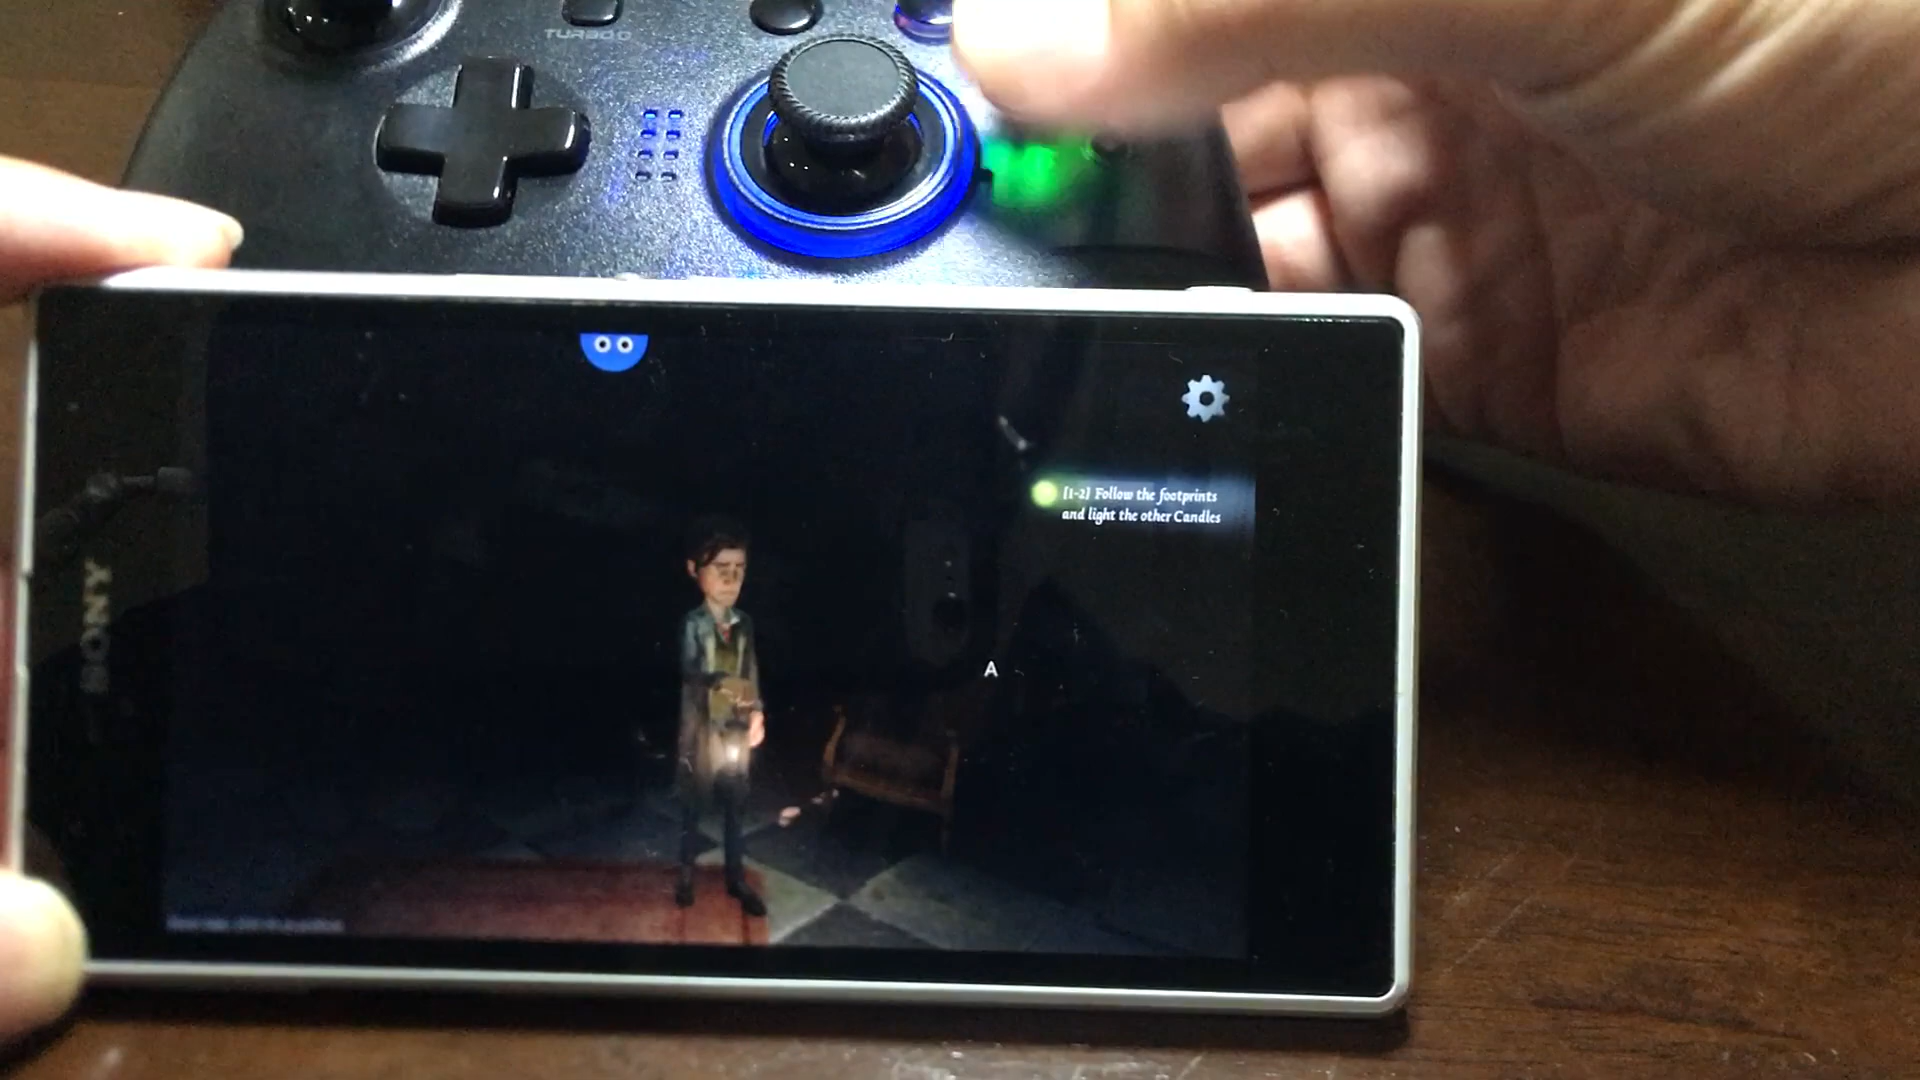 TURBO
SONY
[1-2] Follow the footprints
and light the other Candles
A